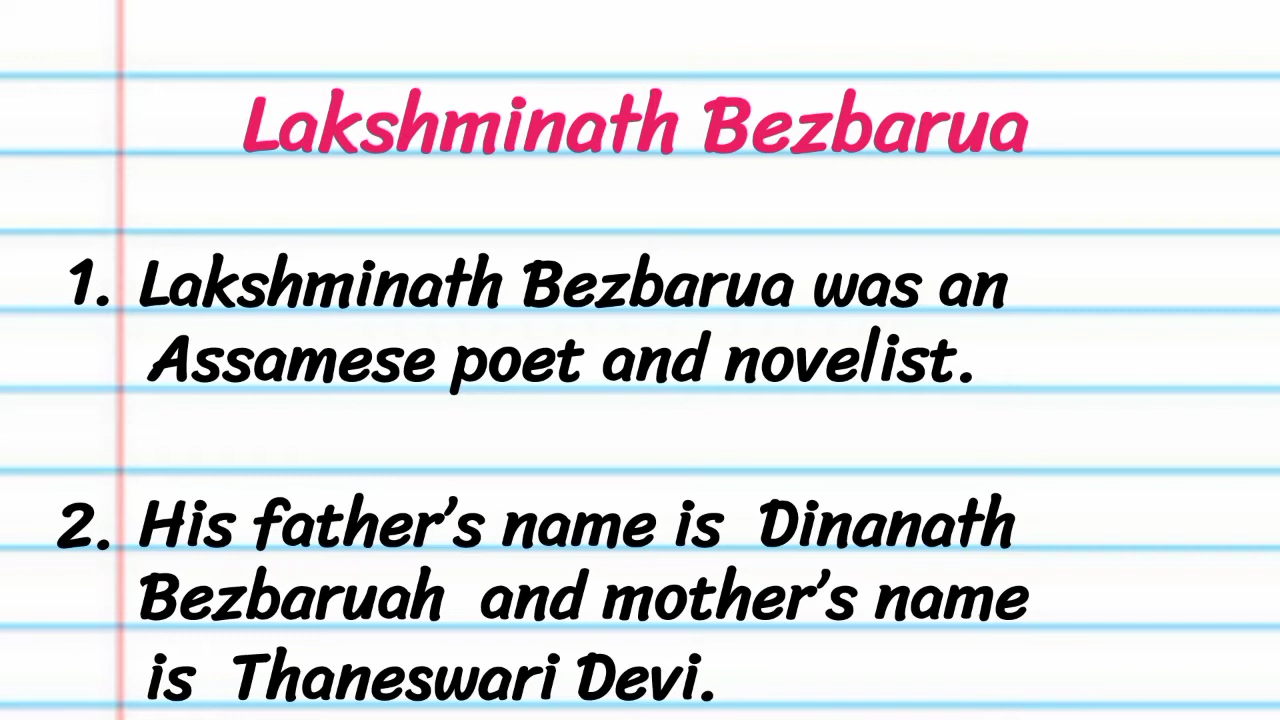 Lakshminath Bezbarua
1. Lakshminath Bezbarua was an
Assamese poet and novelist.
2. His father's name is Dinanath
Bezbaruah and mother's name
is Thaneswari Devi.